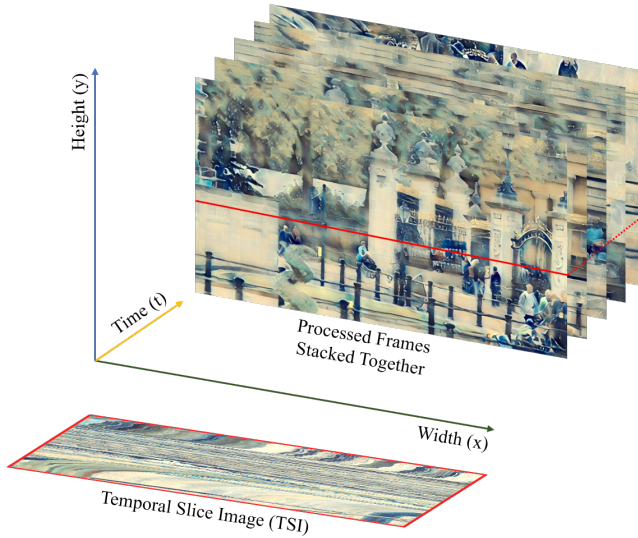 Height (y)
Time (t)
Processed Frames
Stacked Together
Width (x)
Temporal Slice Image (TSI)